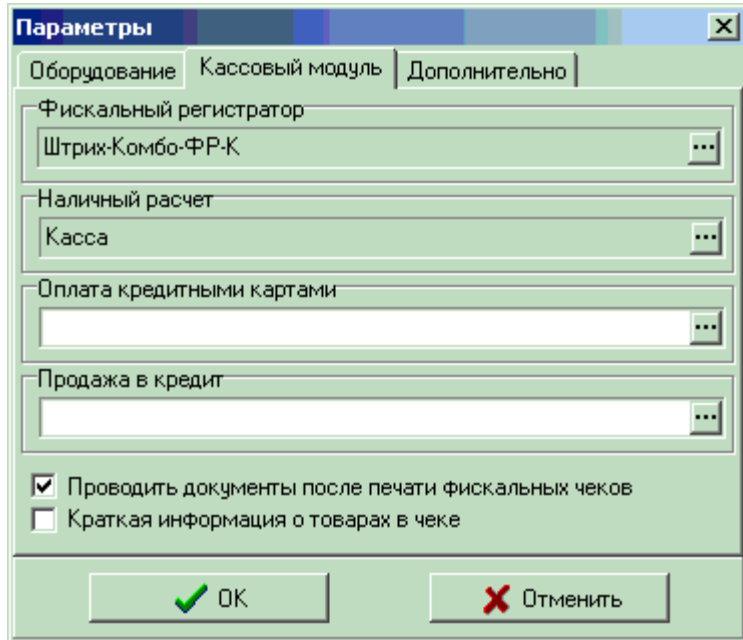 Параметры
Оборудование Кассовый модуль Дополнительно
Фискальный регистратор
Штрих-Комбо-ФР-К
Наличный расчет
Касса
Оплата кредитными картами
Продажа в кредит
Проводить документы после печати фискальных чеков
Краткая информация о товарах в чеке
OK Отменить